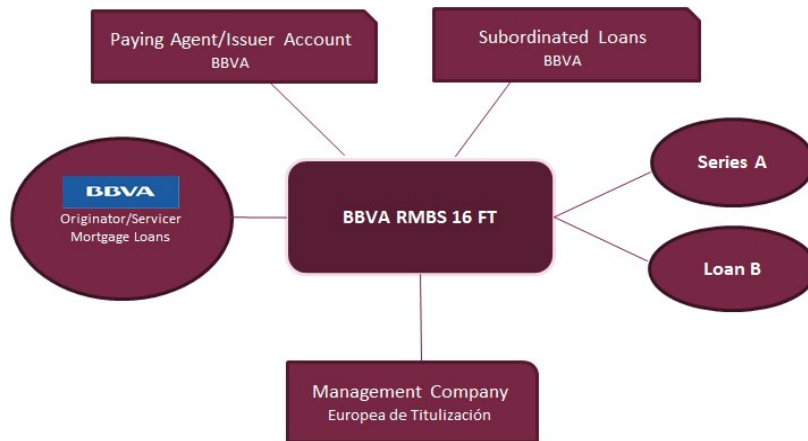 Paying Agent/Issuer Account
BBVA
Subordinated Loans
BBVA
BBVA
Originator/Servicer
Mortgage Loans
BBVA RMBS 16 FT
Series A
Loan B
Management Company
Europea de Titulización